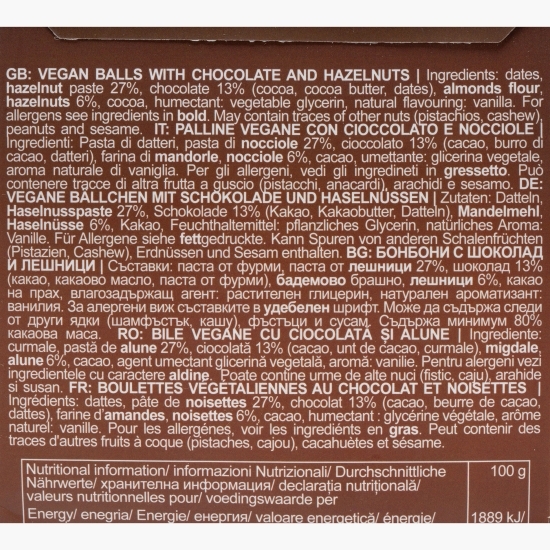 GB: VEGAN BALLS WITH CHOCOLATE AND HAZELNUTS | Ingredients: dates,
hazelnut paste 27%, chocolate 13% (cocoa, cocoa butter, dates), almonds flour,
hazelnuts 6%, cocoa, humectant: vegetable glycerin, natural flavouring: vanilla. For
allergens see ingredients in bold. May contain traces of other nuts (pistachios, cashew),
peanuts and sesame. IT: PALLINE VEGANE CON CIOCCOLATO E NOCCIOLE |
Ingredienti: Pasta di datteri, pasta di nocciole 27%, cioccolato 13% (cacao, burro di
cacao, datteri), farina di mandorle, nocciole 6%, cacao, umettante: glicerina vegetale,
aroma naturale di vaniglia. Per gli allergeni, vedi gli ingredineti in gressetto. Può
contenere tracce di altra frutta a guscio (pistacchi, anacardi), arachidi e sesamo. DE:
VEGANE BÄLLCHEN MIT SCHOKOLADE UND HASELNÜSSEN | Zutaten: Datteln,
Haselnusspaste 27%, Schokolade 13% (Kakao, Kakaobutter, Datteln), Mandelmehl,
Haselnüsse 6%, Kakao, Feuchthaltemittel: pflanzliches Glycerin, natürliches Aroma:
Vanille. Für Allergene siehe fettgedruckte. Kann Spuren von anderen Schalenfrüchten
(Pistazien, Cashew), Erdnüssen und Sesam enthalten. BG: БОНБОНИ С ШОКОЛАД
И ЛЕШНИЦИ | Съставки: паста от фурми, паста от лешници 27%, шоколад 13%
(какао, какаово масло, паста от фурми), бадемово брашно, лешници 6%, какао
на прах, влагозадържащ агент: растителен глицерин, натурален ароматизант:
ванилия. За алергени виж съставките в удебелен шрифт. Може да съдържа следи
от други ядки (шамфъстък, кашу), фъстъци и сусам. Съдържа минимум 80%
какаова маса. RO: BILE VEGANE CU CIOCOLATĂ ȘI ALUNE | Ingrediente:
curmale, pastă de alune 27%, ciocolată 13% (cacao, unt de cacao, curmale), migdale,
alune 6%, cacao, agent umectant glicerină vegetală, aromă: vanilie. Pentru alergeni vezi
ingredientele cu caractere aldine. Poate conține urme de alte nuci (fistic, caju), arahide
si susan. FR: BOULETTES VÉGÉTALIENNES AU CHOCOLAT ET NOISETTES |
Ingrédients: dattes, pâte de noisettes 27%, chocolat 13% (cacao, beurre de cacao,
dattes), farine d'amandes, noisettes 6%, cacao, humectant : glycérine végétale, arôme
naturel: vanille. Pour les allergénes, voir les ingrediénts en gras. Peut contenir des
traces d'autres fruits à coque (pistaches, cajou), cacahuètes et sésame.
Nutritional information/ informazioni Nutrizionali/ Durchschnittliche 100 g
Nährwerte/ хранителна информация/ declarația nutrițională/
valeurs nutritionnelles pour/ voedingswaarde per
Energy/ enegria/ Energie/ енергия/ valoare energetică/ énergie/ 1889 kJ/